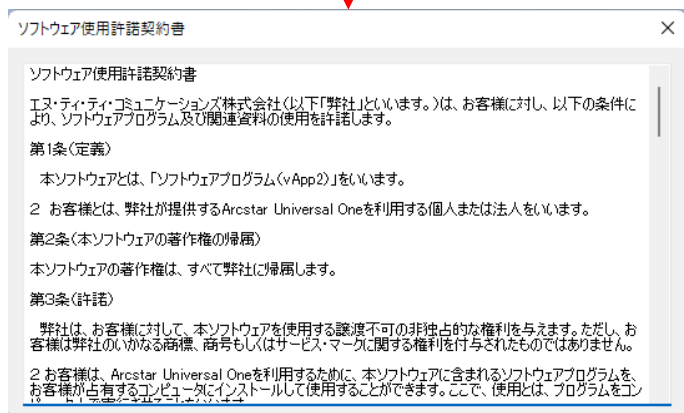 ソフトウェア使用許諾契約書
ソフトウェア使用許諾契約書
エヌ・ティ・ティ・コミュニケーションズ株式会社(以下「弊社」といいます。)は、お客様に対し、以下の条件に
より、ソフトウェアプログラム及び関連資料の使用を許諾します。
第1条(定義)
本ソフトウェアとは、「ソフトウェアプログラム(vApp2)」をいいます。
2 お客様とは、弊社が提供するArcstar Universal Oneを利用する個人または法人をいいます。
第2条(本ソフトウェアの著作権の帰属)
本ソフトウェアの著作権は、すべて弊社に帰属します。
第3条(許諾)
弊社は、お客様に対して、本ソフトウェアを使用する譲渡不可の非独占的な権利を与えます。ただし、お
客様は弊社のいかなる商標、商号もしくはサービス・マークに関する権利を付与されたものではありません。
2 お客様は、Arcstar Universal Oneを利用するために、本ソフトウェアに含まれるソフトウェアプログラムを、
お客様が占有するコンピュータにインストールして使用することができます。ここで、使用とは、プログラムをコン